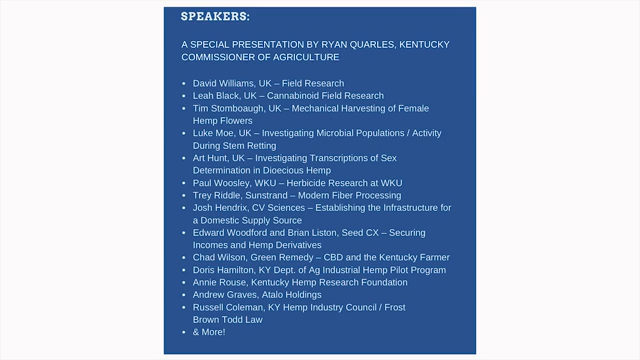 SPEAKERS:
A SPECIAL PRESENTATION BY RYAN QUARLES, KENTUCKY
COMMISSIONER OF AGRICULTURE
• David Williams, UK – Field Research
• Leah Black, UK – Cannabinoid Field Research
• Tim Stombaugh, UK – Mechanical Harvesting of Female
Hemp Flowers
• Luke Moe, UK – Investigating Microbial Populations / Activity
During Stem Retting
• Art Hunt, UK – Investigating Transcriptions of Sex
Determination in Dioecious Hemp
• Paul Woosley, WKU – Herbicide Research at WKU
• Trey Riddle, Sunstrand – Modern Fiber Processing
• Josh Hendrix, CV Sciences – Establishing the Infrastructure for
a Domestic Supply Source
• Edward Woodford and Brian Liston, Seed CX – Securing
Incomes and Hemp Derivatives
• Chad Wilson, Green Remedy – CBD and the Kentucky Farmer
• Doris Hamilton, KY Dept. of Ag Industrial Hemp Pilot Program
• Annie Rouse, Kentucky Hemp Research Foundation
• Andrew Graves, Atalo Holdings
• Russell Coleman, KY Hemp Industry Council / Frost
Brown Todd Law
• & More!